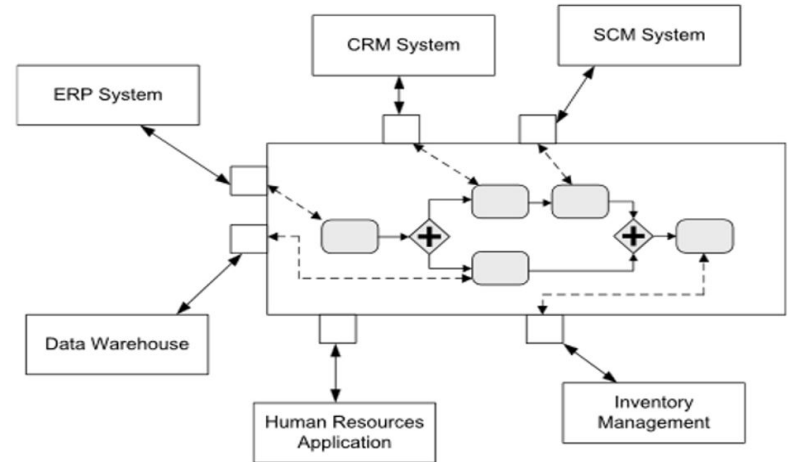 CRM System
SCM System
ERP System
Data Warehouse
Human Resources
Application
Inventory
Management